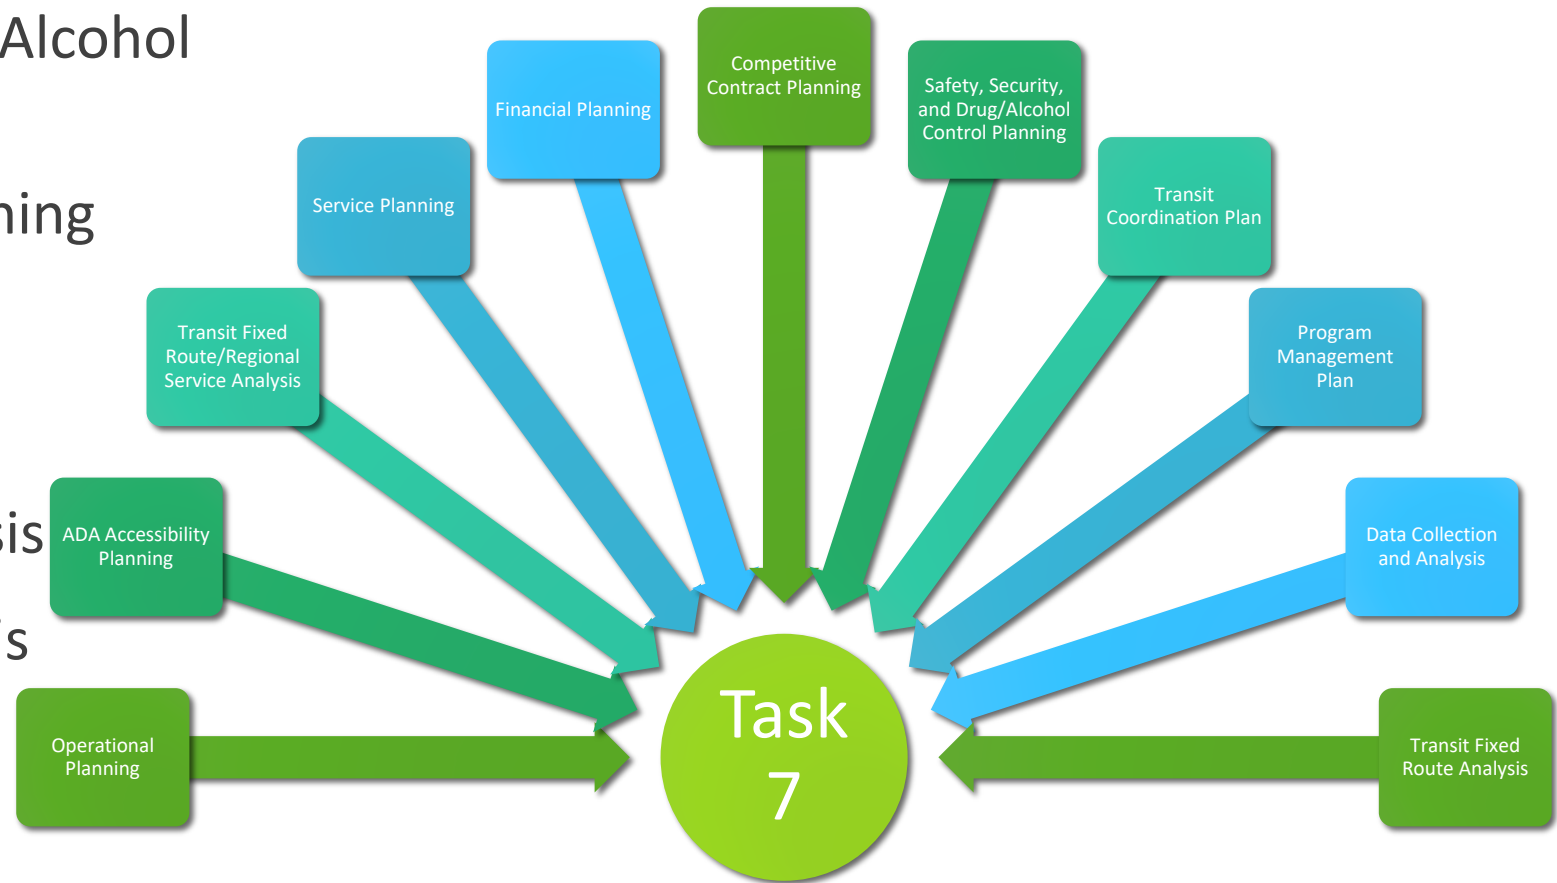 Alcohol
ning
sis
is
Operational
Planning
ADA Accessibility
Planning
Transit Fixed
Route/Regional
Service Analysis
Service Planning
Financial Planning
Competitive
Contract Planning
Safety, Security,
and Drug/Alcohol
Control Planning
Transit
Coordination Plan
Program
Management
Plan
Data Collection
and Analysis
Transit Fixed
Route Analysis
Task
7